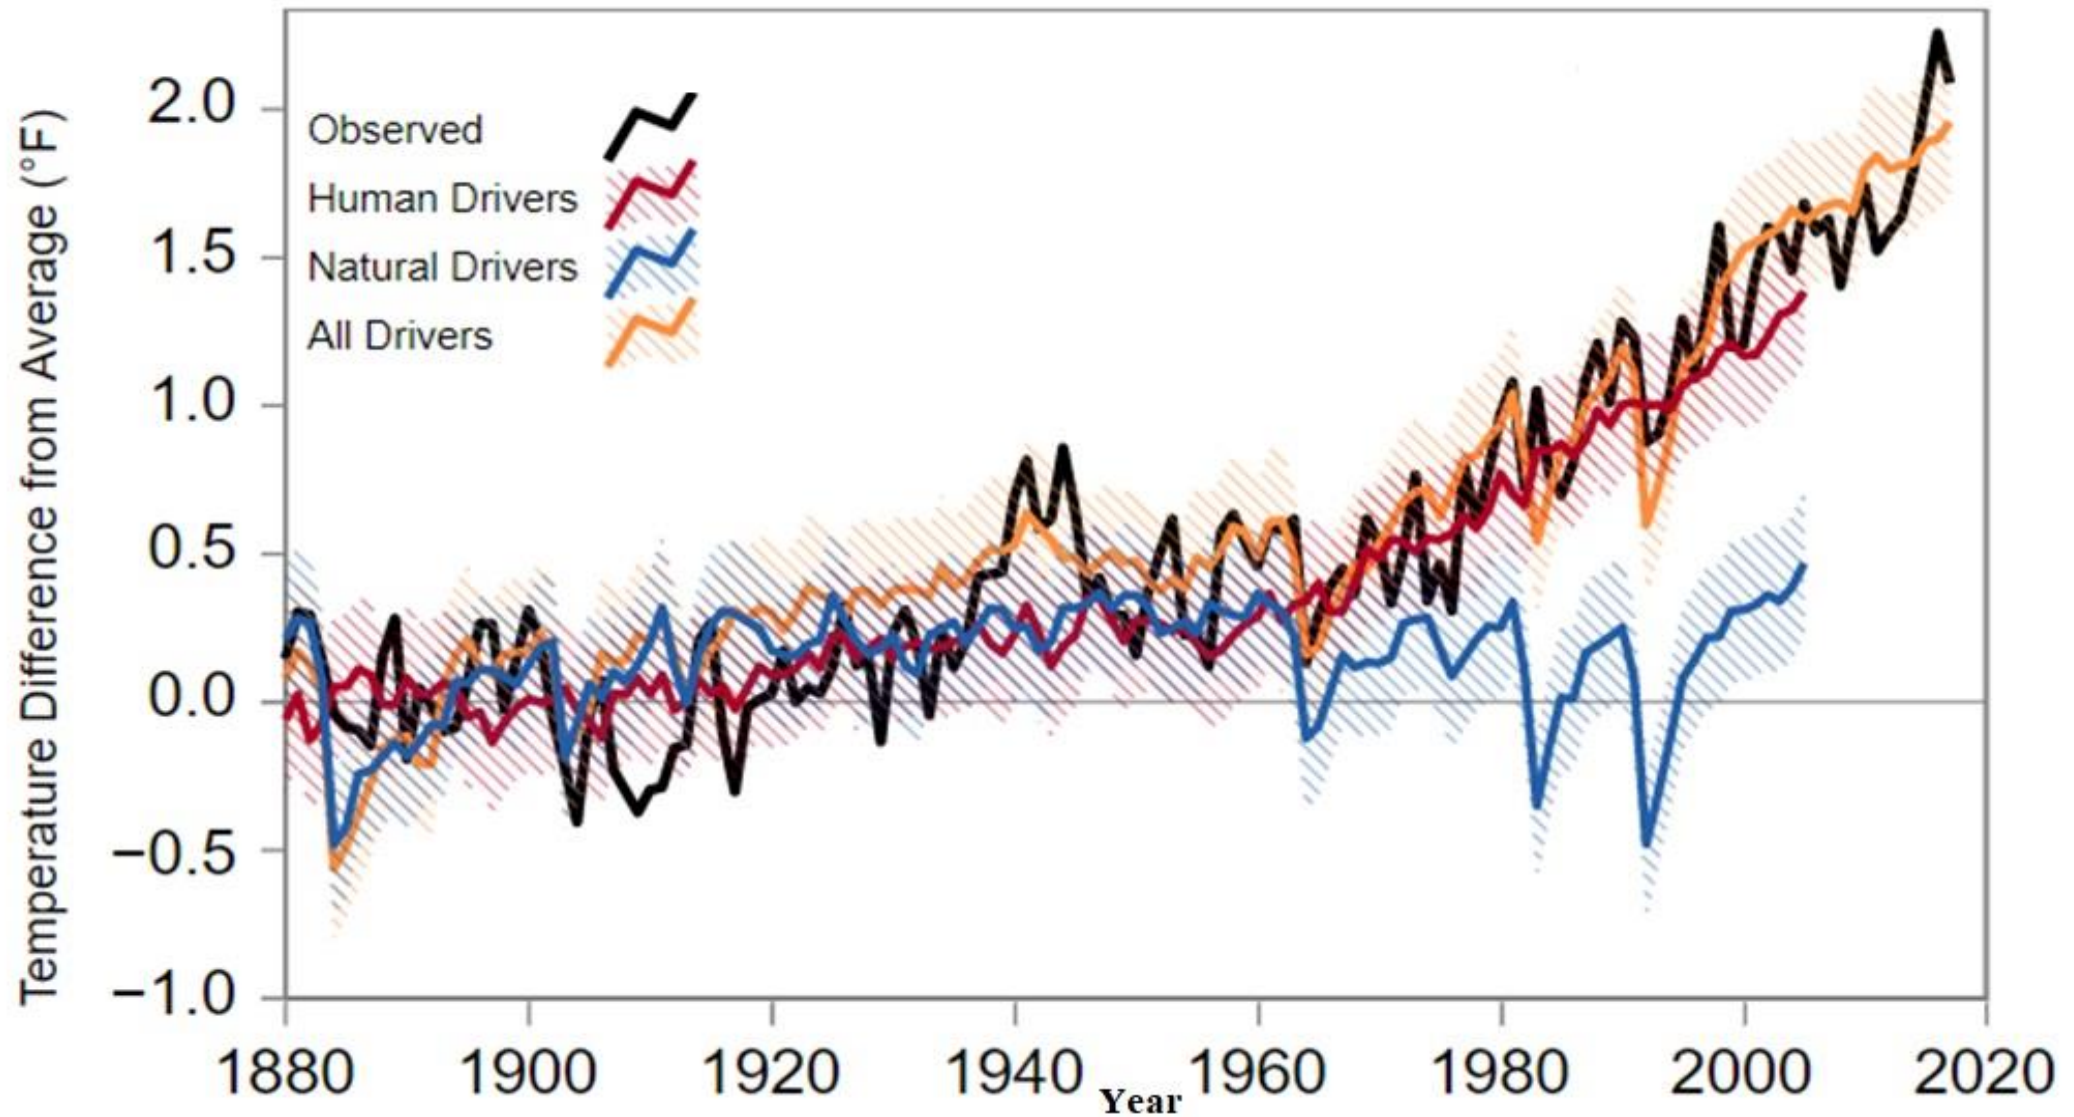 Temperature Difference from Average (°F)
2.0
1.5
1.0
0.5
0.0
−0.5
−1.0
Observed
Human Drivers
Natural Drivers
All Drivers
1880 1900 1920 1940 1960 1980 2000 2020
Year